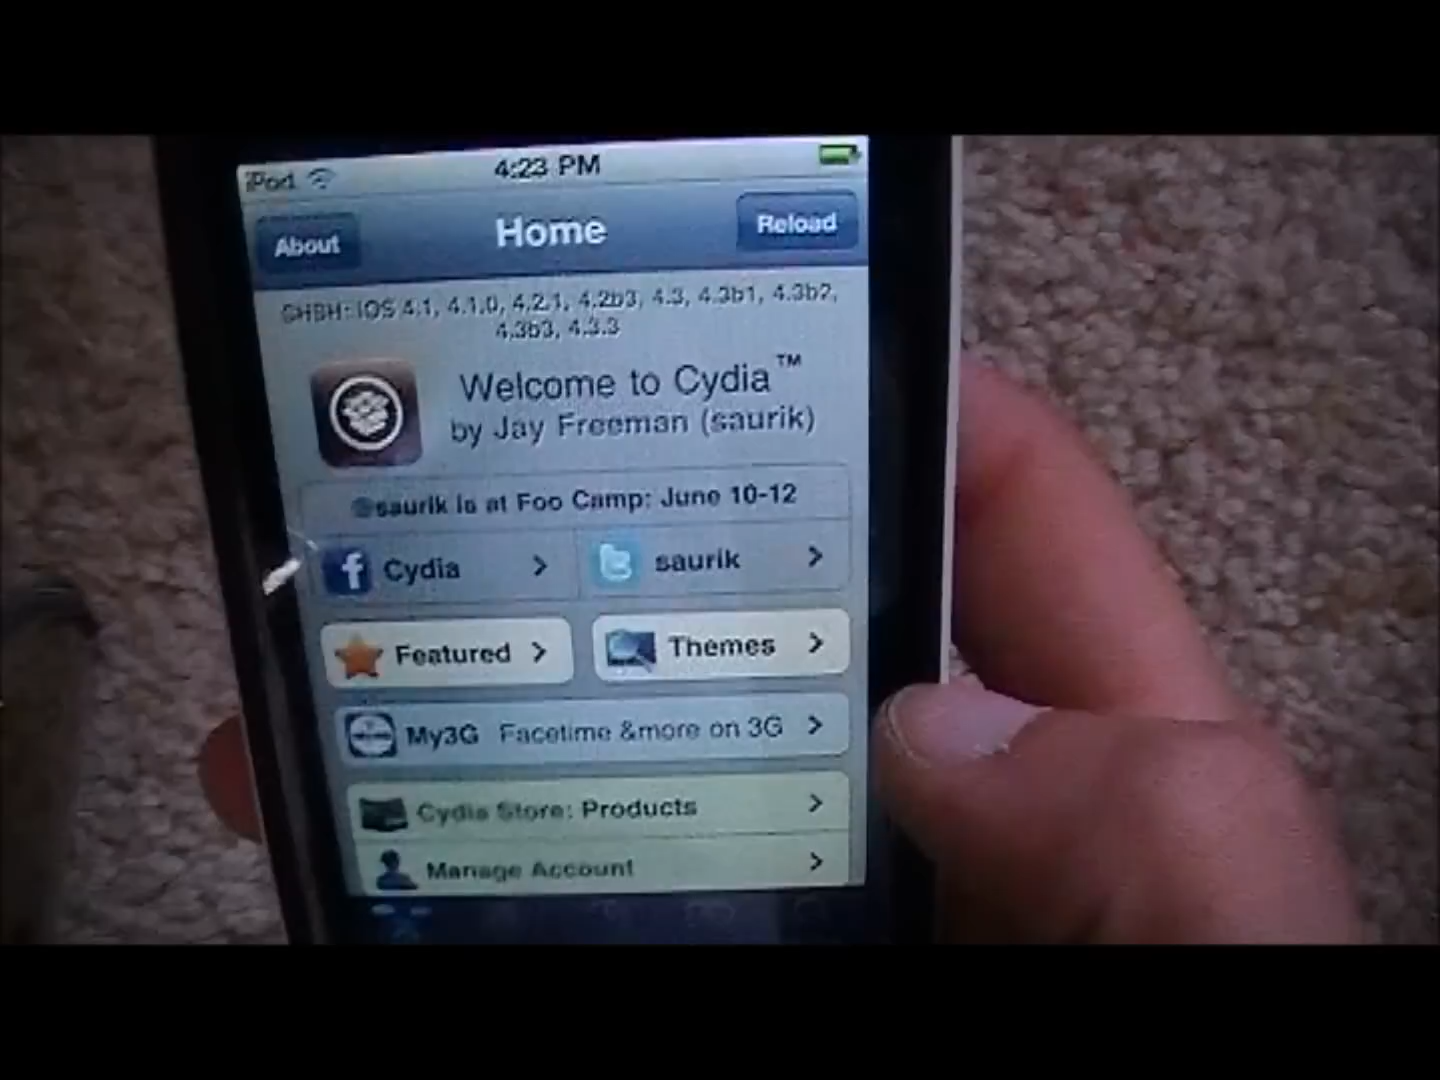 iPod 4:23 PM
About Home Reload
SHSH: iOS 4.1, 4.1.0, 4.2.1, 4.2b3, 4.3, 4.3b1, 4.3b2,
4.3b3, 4.3.3
Welcome to Cydia™
by Jay Freeman (saurik)
@saurik is at Foo Camp: June 10-12
Cydia > saurik >
Featured > Themes >
My3G Facetime &more on 3G >
Cydia Store: Products >
Manage Account >